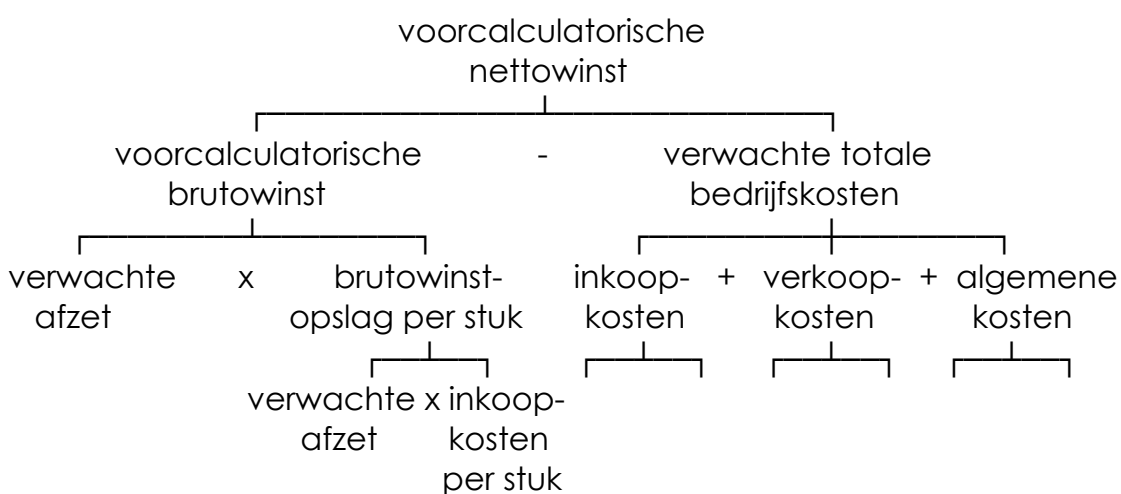 voorcalculatorische
nettowinst
voorcalculatorische - verwachte totale
brutowinst bedrijfskosten
verwachte x brutowinst- inkoop- + verkoop- + algemene
afzet opslag per stuk kosten kosten kosten
verwachte x inkoop-
afzet kosten
per stuk